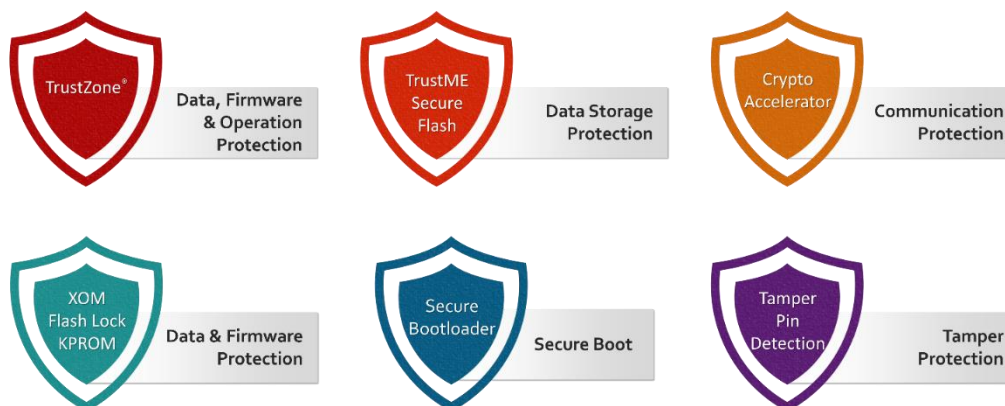 TrustZone®
Data, Firmware
& Operation
Protection
TrustME
Secure
Flash
Data Storage
Protection
Crypto
Accelerator
Communication
Protection
XOM
Flash Lock
KPROM
Data & Firmware
Protection
Secure
Bootloader
Secure Boot
Tamper
Pin
Detection
Tamper
Protection